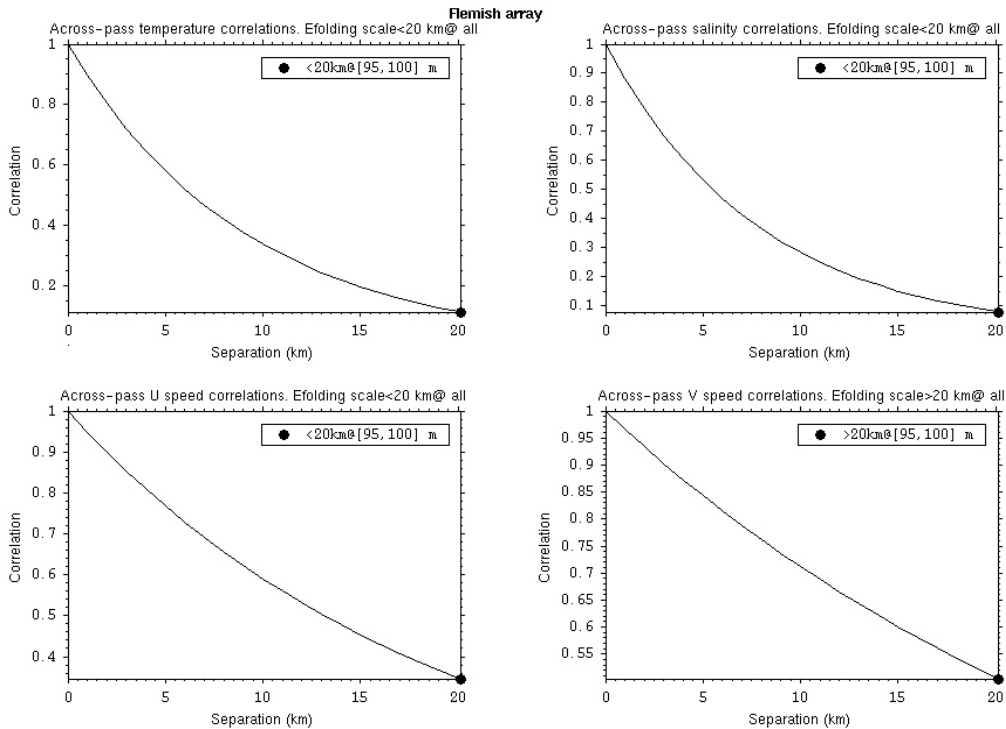 Flemish array
Across-pass temperature correlations. Efolding scale<20 km@ all
Across-pass salinity correlations. Efolding scale<20 km@ all
1
0.8
0.6
0.4
0.2
Correlation
<20km@[95,100] m
0 5 10 15 20
Separation (km)
1
0.9
0.8
0.7
0.6
0.5
0.4
0.3
0.2
0.1
Correlation
<20km@[95,100] m
0 5 10 15 20
Separation (km)
Across-pass U speed correlations. Efolding scale<20 km@ all
Across-pass V speed correlations. Efolding scale>20 km@ all
1
0.9
0.8
0.7
0.6
0.5
0.4
Correlation
<20km@[95,100] m
0 5 10 15 20
Separation (km)
1
0.95
0.9
0.85
0.8
0.75
0.7
0.65
0.6
0.55
Correlation
>20km@[95,100] m
0 5 10 15 20
Separation (km)